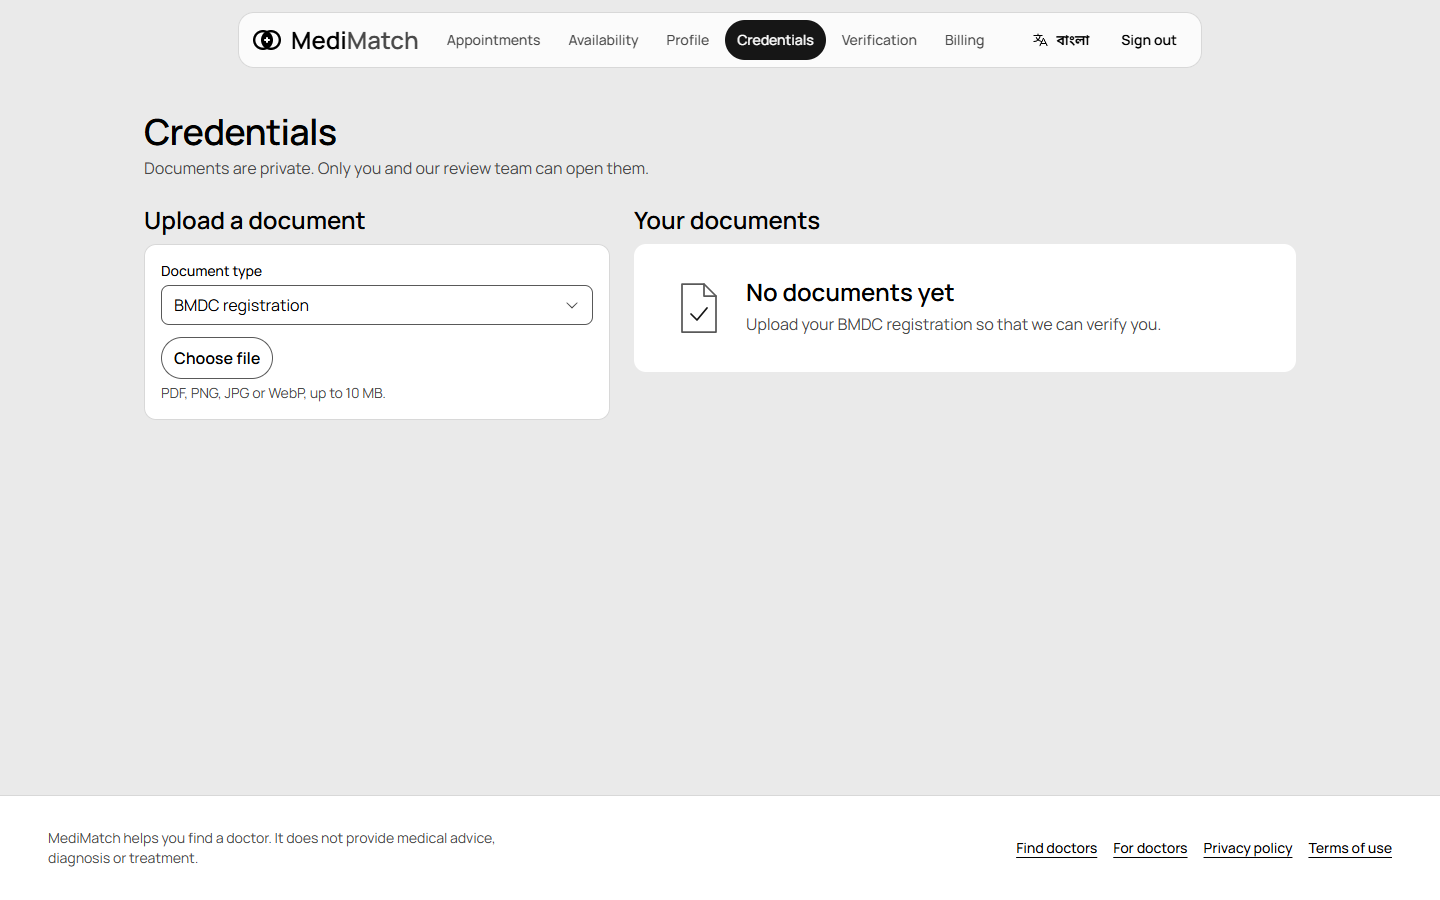 MediMatch
Appointments
Availability
Profile
Credentials
Verification
Billing
বাংলা
Sign out
Credentials
Documents are private. Only you and our review team can open them.
Upload a document
Document type
BMDC registration
Choose file
PDF, PNG, JPG or WebP, up to 10 MB.
Your documents
No documents yet
Upload your BMDC registration so that we can verify you.
MediMatch helps you find a doctor. It does not provide medical advice,
diagnosis or treatment.
Find doctors
For doctors
Privacy policy
Terms of use